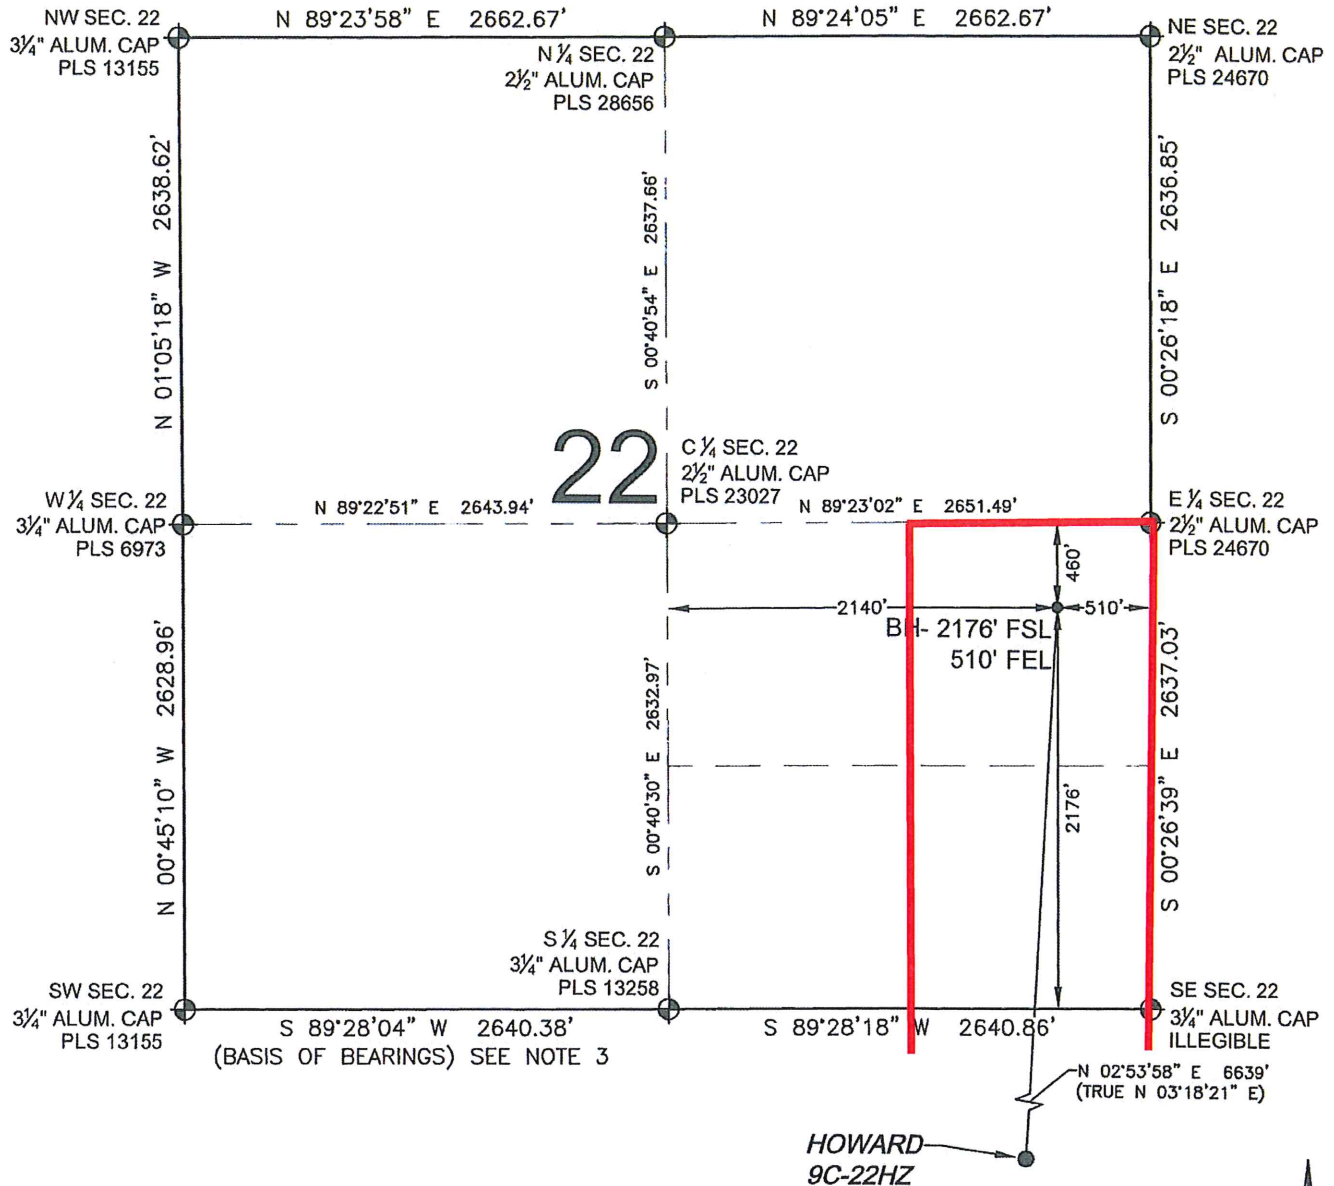 N 89°23'58" E 2662.67'
N 89°24'05" E 2662.67'
NW SEC. 22
3¼" ALUM. CAP
PLS 13155
N ¼ SEC. 22
2½" ALUM. CAP
PLS 28656
NE SEC. 22
2½" ALUM. CAP
PLS 24670
N 01°05'18" W 2638.62'
S 00°40'54" E 2637.66'
S 00°26'18" E 2636.85'
22
C ¼ SEC. 22
2½" ALUM. CAP
PLS 23027
W ¼ SEC. 22
3¼" ALUM. CAP
PLS 6973
N 89°22'51" E 2643.94'
N 89°23'02" E 2651.49'
E ¼ SEC. 22
2½" ALUM. CAP
PLS 24670
460'
2140'
510'
BH- 2176' FSL
510' FEL
N 00°45'10" W 2628.96'
S 00°40'30" E 2632.97'
2176'
S 00°26'39" E 2637.03'
S ¼ SEC. 22
3¼" ALUM. CAP
PLS 13258
SW SEC. 22
3¼" ALUM. CAP
PLS 13155
SE SEC. 22
3¼" ALUM. CAP
ILLEGIBLE
S 89°28'04" W 2640.38'
(BASIS OF BEARINGS) SEE NOTE 3
S 89°28'18" W 2640.86'
N 02°53'58" E 6639'
(TRUE N 03°18'21" E)
HOWARD
9C-22HZ